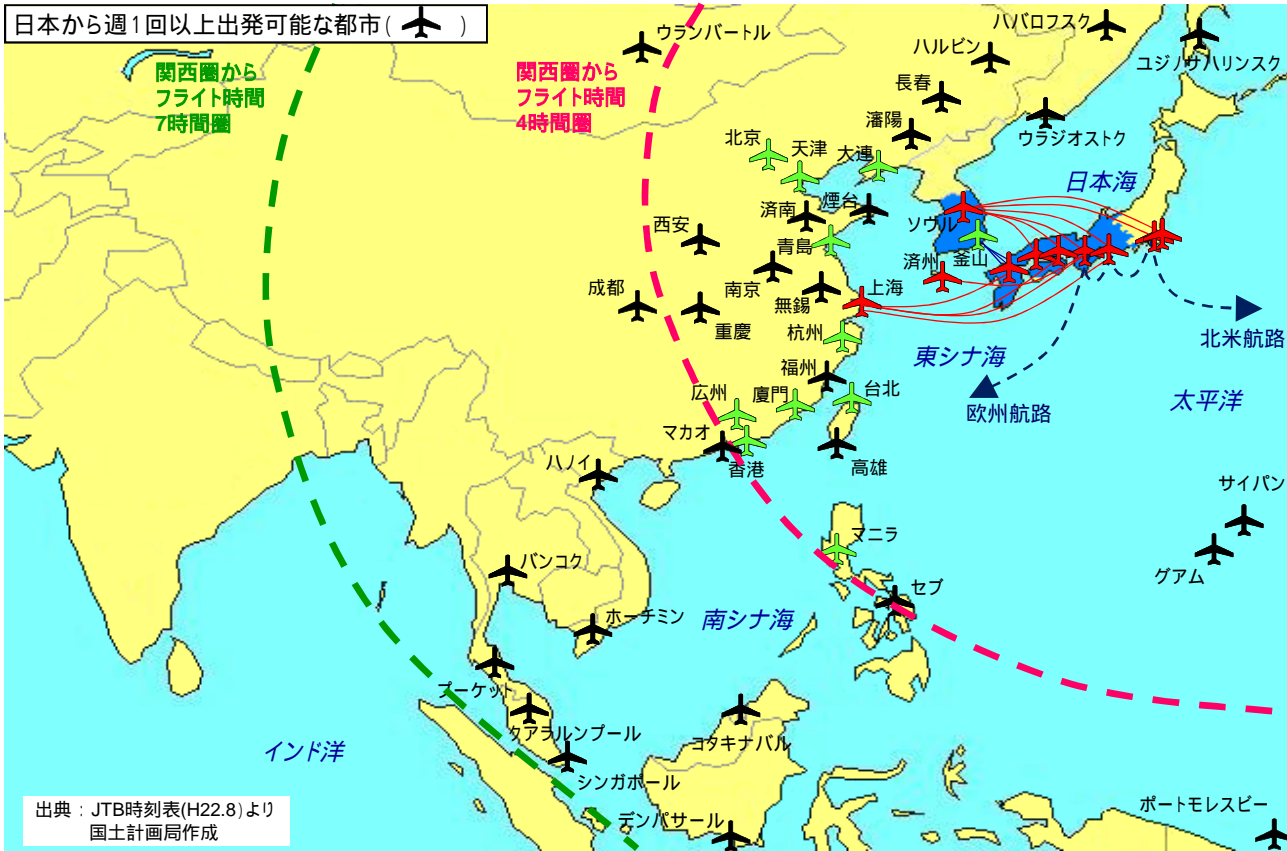 日本から週1回以上出発可能な都市( )
関西圏から
フライト時間
7時間圏
関西圏から
フライト時間
4時間圏
ウランバートル
ハバロフスク
ハルビン
ユジノサハリンスク
長春
瀋陽
ウラジオストク
北京
天津
大連
日本海
煙台
済南
ソウル
西安
青島
釜山
済州
成都
南京
無錫
上海
重慶
杭州
北米航路
東シナ海
福州
台北
欧州航路
太平洋
広州
廈門
マカオ
香港
高雄
ハノイ
サイパン
マニラ
グアム
バンコク
セブ
ホーチミン
南シナ海
プーケット
クアラルンプール
コタキナバル
インド洋
シンガポール
デンパサール
ポートモレスビー
出典:JTB時刻表(H22.8)より
国土計画局作成